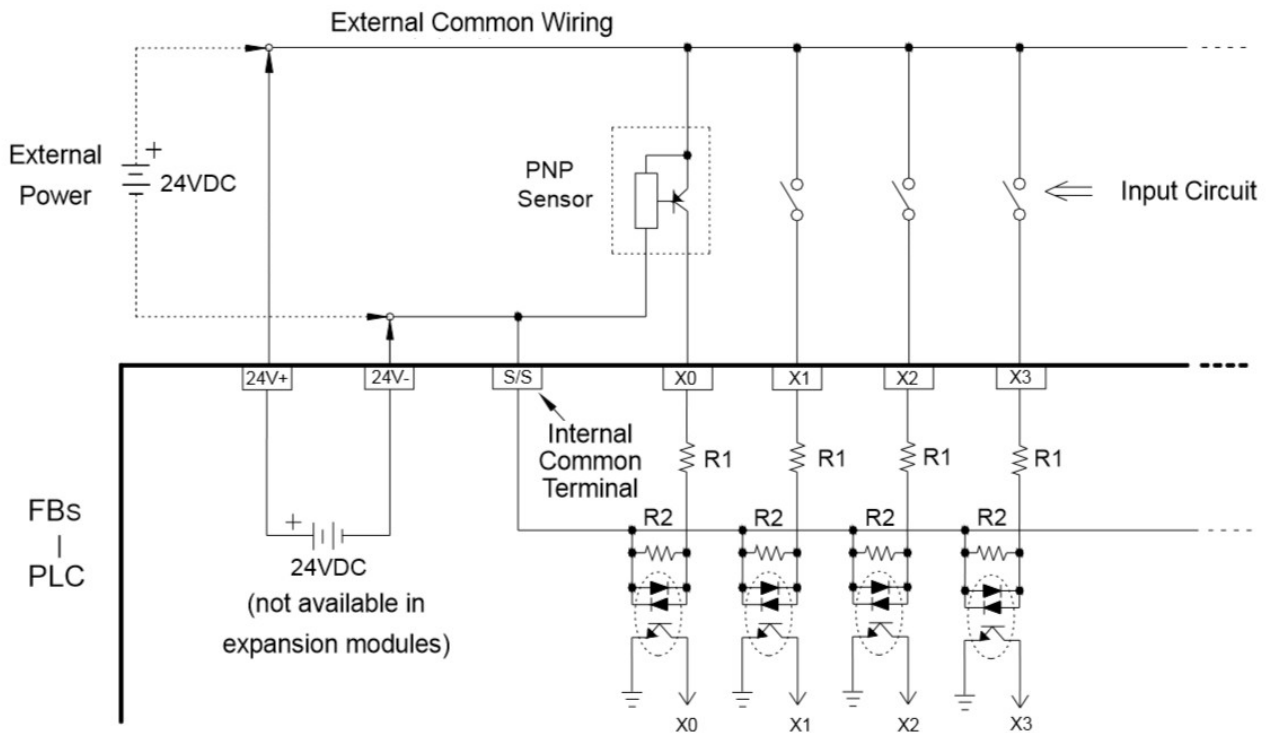 External Common Wiring
External
Power
+
24VDC
PNP
Sensor
Input Circuit
24V+
24V-
S/S
X0
X1
X2
X3
Internal
Common
Terminal
R1
R1
R1
R1
FBs
PLC
+
24VDC
(not available in
expansion modules)
R2
R2
R2
R2
X0
X1
X2
X3